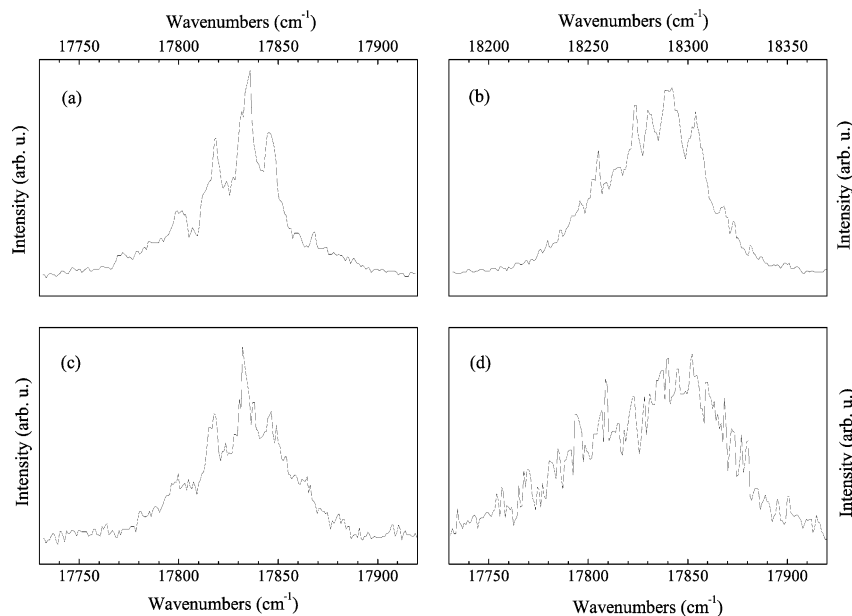 Wavenumbers (cm⁻¹)
Wavenumbers (cm⁻¹)
17750 17800 17850 17900
18200 18250 18300 18350
(a)
(b)
Intensity (arb. u.)
Intensity (arb. u.)
(c)
(d)
Intensity (arb. u.)
Intensity (arb. u.)
17750 17800 17850 17900
17750 17800 17850 17900
Wavenumbers (cm⁻¹)
Wavenumbers (cm⁻¹)